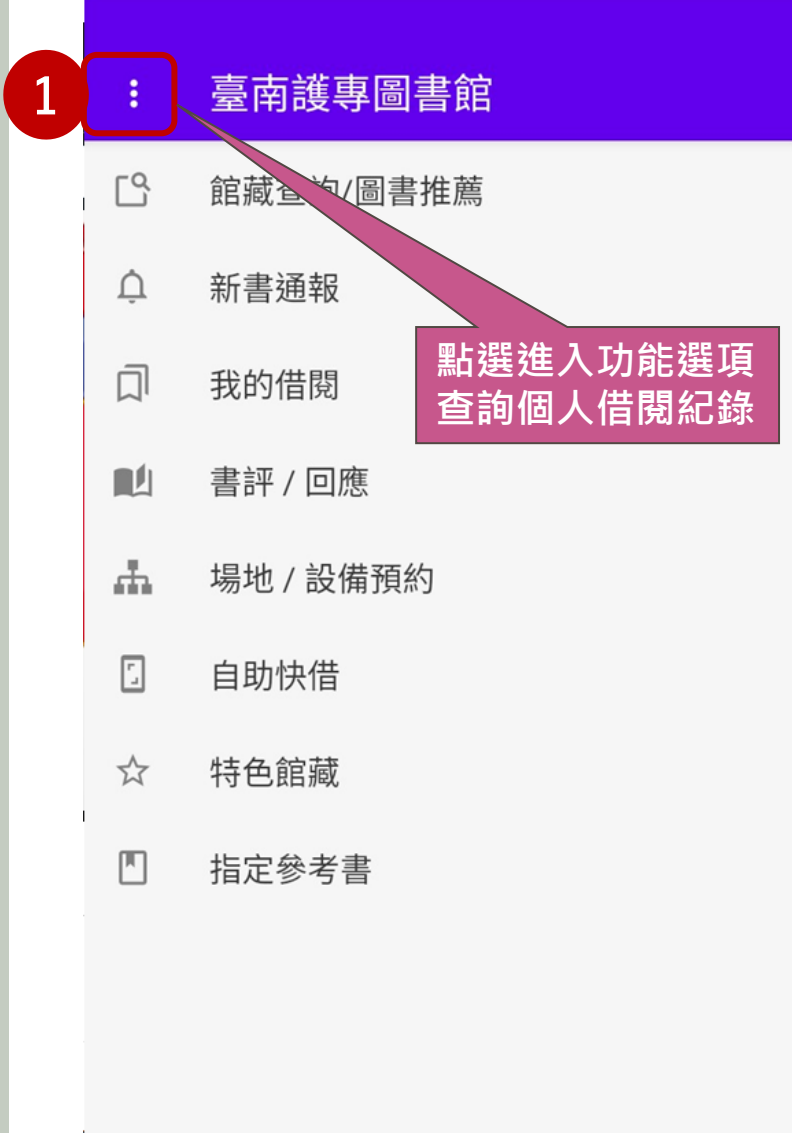 1
臺南護專圖書館
館藏查詢/圖書推薦
新書通報
點選進入功能選項
查詢個人借閱紀錄
我的借閱
書評 / 回應
場地 / 設備預約
自助快借
特色館藏
指定參考書